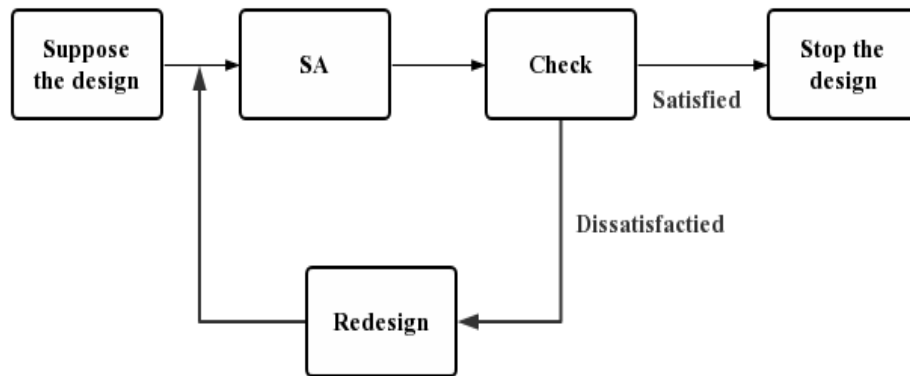 Suppose
the design
SA
Check
Satisfied
Stop the
design
Dissatisfactied
Redesign